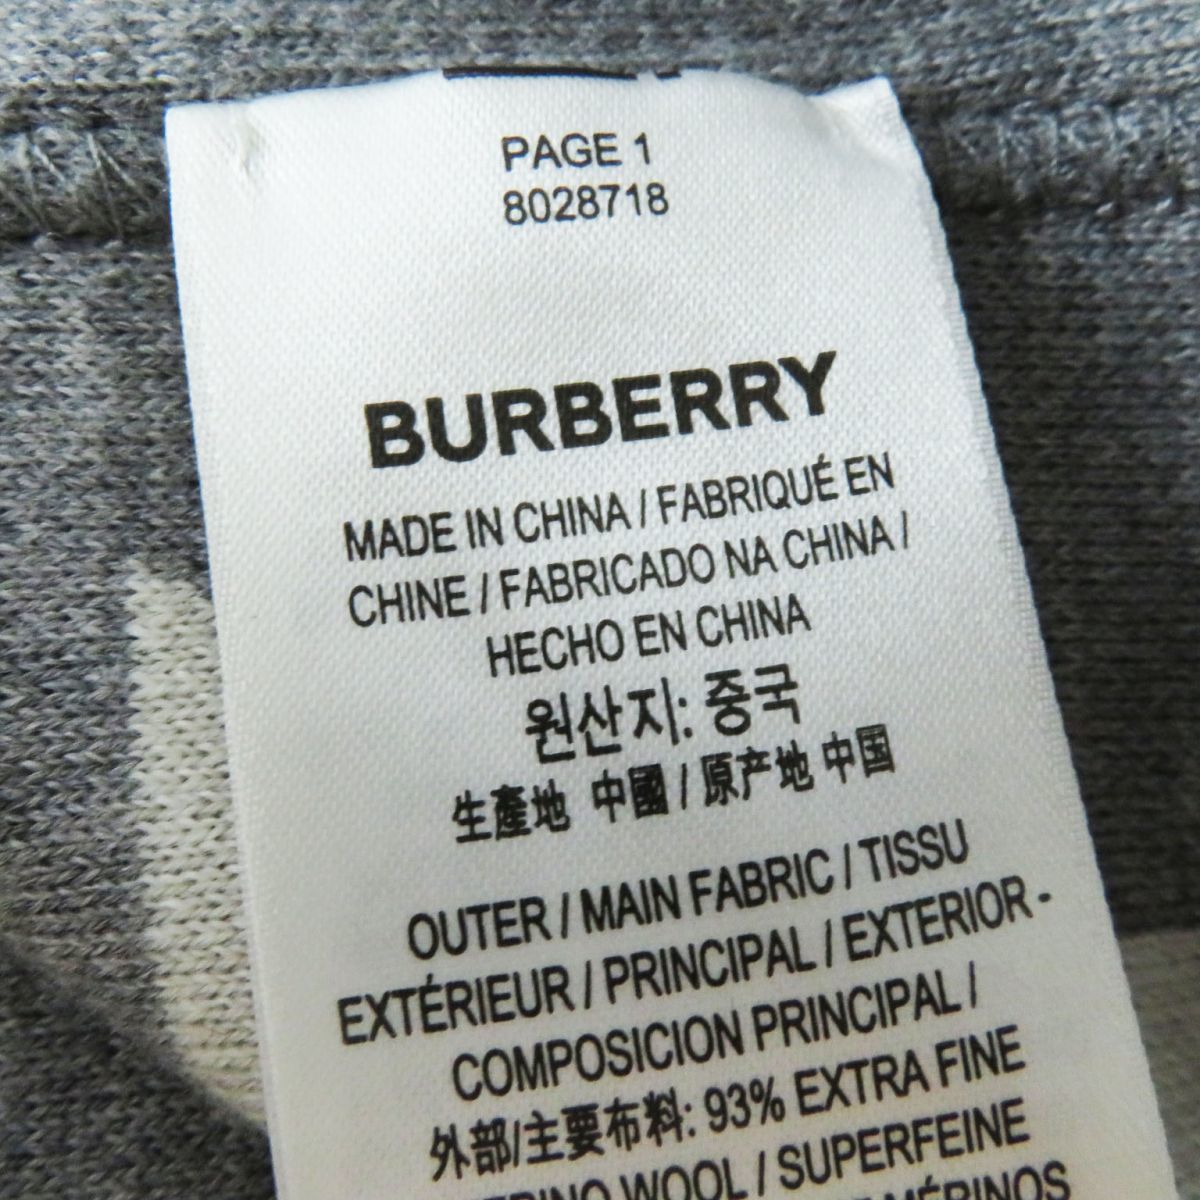 PAGE 1
8028718
BURBERRY
MADE IN CHINA / FABRIQUÉ EN
CHINE / FABRICADO NA CHINA /
HECHO EN CHINA
원산지: 중국
生產地 中國 / 原产地 中国
OUTER / MAIN FABRIC / TISSU
EXTÉRIEUR / PRINCIPAL / EXTERIOR -
COMPOSICION PRINCIPAL /
外部/主要布料: 93% EXTRA FINE
WOOL / SUPERFEINE
MÉRINOS